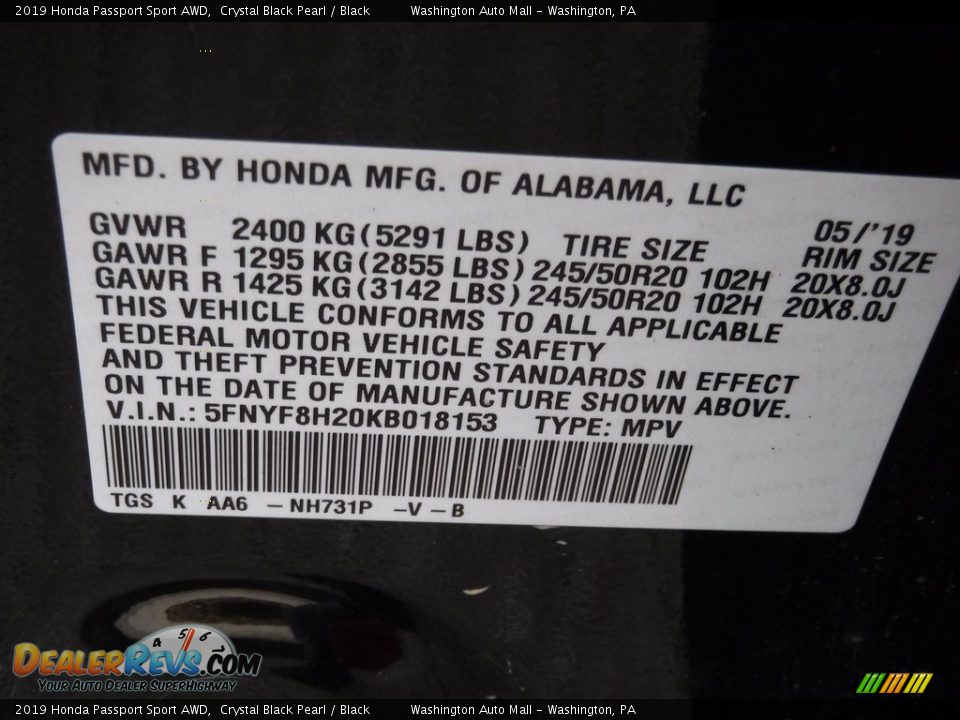 2019 Honda Passport Sport AWD,  Crystal Black Pearl / Black          Washington Auto Mall - Washington, PA
MFD. BY HONDA MFG. OF ALABAMA, LLC
05/'19
GVWR 2400 KG(5291 LBS) TIRE SIZE RIM SIZE
GAWR F 1295 KG(2855 LBS) 245/50R20 102H 20X8.0J
GAWR R 1425 KG(3142 LBS) 245/50R20 102H 20X8.0J
THIS VEHICLE CONFORMS TO ALL APPLICABLE
FEDERAL MOTOR VEHICLE SAFETY
AND THEFT PREVENTION STANDARDS IN EFFECT
ON THE DATE OF MANUFACTURE SHOWN ABOVE.
V.I.N.: 5FNYF8H20KB018153 TYPE: MPV
TGS K AA6 -NH731P -V-B
4 5 6
DEALERREVS.COM
YOUR AUTO DEALER SUPERHIGHWAY
2019 Honda Passport Sport AWD,  Crystal Black Pearl / Black          Washington Auto Mall - Washington, PA